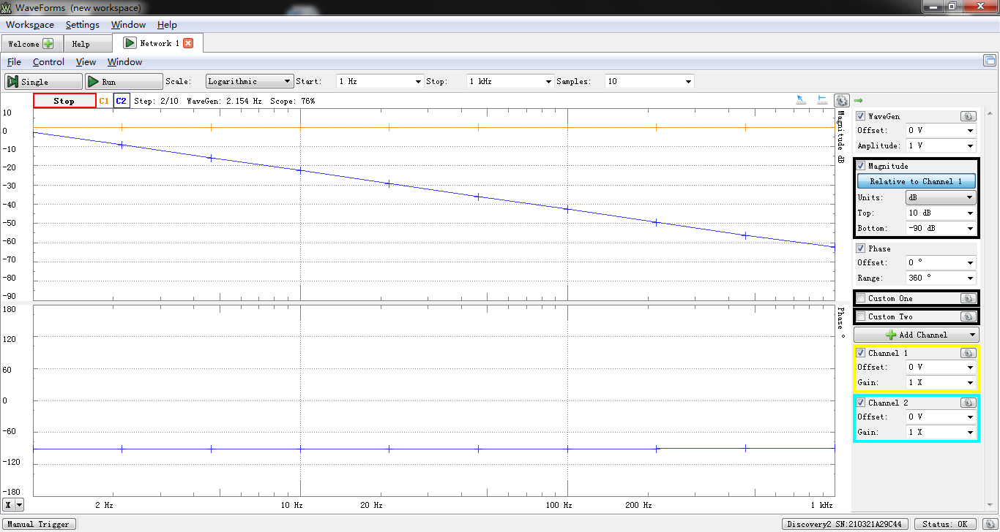 WaveForms (new workspace)
Workspace Settings Window Help
Welcome Help Network 1
File Control View Window
Single Run Scale: Logarithmic Start: 1 Hz Stop: 1 kHz Samples: 10
Stop C1 C2 Step: 2/10 WaveGen: 2.154 Hz Scope: 76%
10
0
-10
-20
-30
-40
-50
-60
-70
-80
-90
Magnitude dB
180
120
60
0
-60
-120
-180
Phase °
X 2 Hz 10 Hz 20 Hz 100 Hz 200 Hz 1 kHz
WaveGen
Offset: 0 V
Amplitude: 1 V
Magnitude
Relative to Channel 1
Units: dB
Top: 10 dB
Bottom: -90 dB
Phase
Offset: 0 °
Range: 360 °
Custom One
Custom Two
Add Channel
Channel 1
Offset: 0 V
Gain: 1 X
Channel 2
Offset: 0 V
Gain: 1 X
Manual Trigger Discovery2 SN:210321A29C44 Status: OK